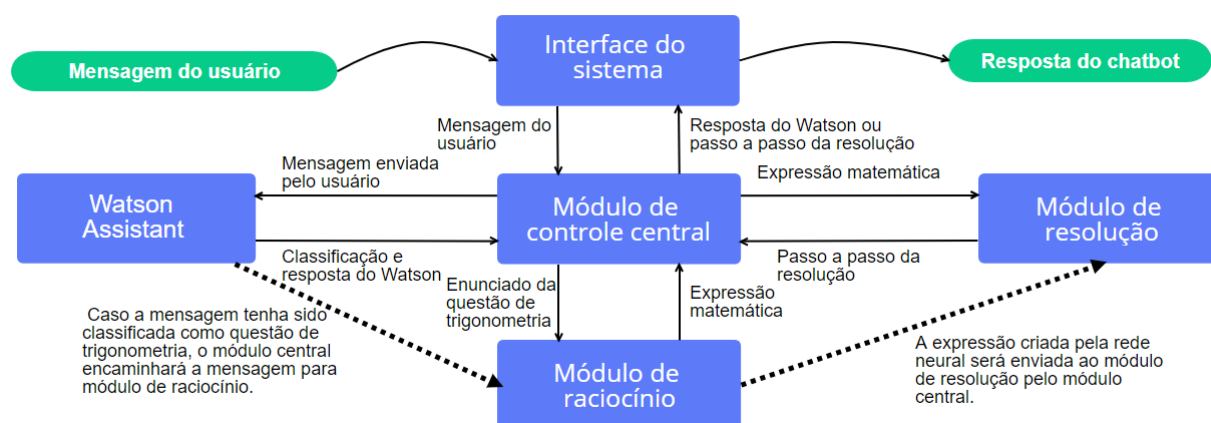 Mensagem do usuário
Interface do
sistema
Resposta do chatbot
Mensagem do
usuário
Resposta do Watson ou
passo a passo da resolução
Mensagem enviada
pelo usuário
Expressão matemática
Watson
Assistant
Módulo de
controle central
Módulo de
resolução
Classificação e
resposta do Watson
Passo a passo da
resolução
Enunciado da
questão de
trigonometria
Expressão
matemática
Caso a mensagem tenha sido
classificada como questão de
trigonometria, o módulo central
encaminhará a mensagem para
módulo de raciocínio.
Módulo de
raciocínio
A expressão criada pela rede
neural será enviada ao módulo
de resolução pelo módulo
central.